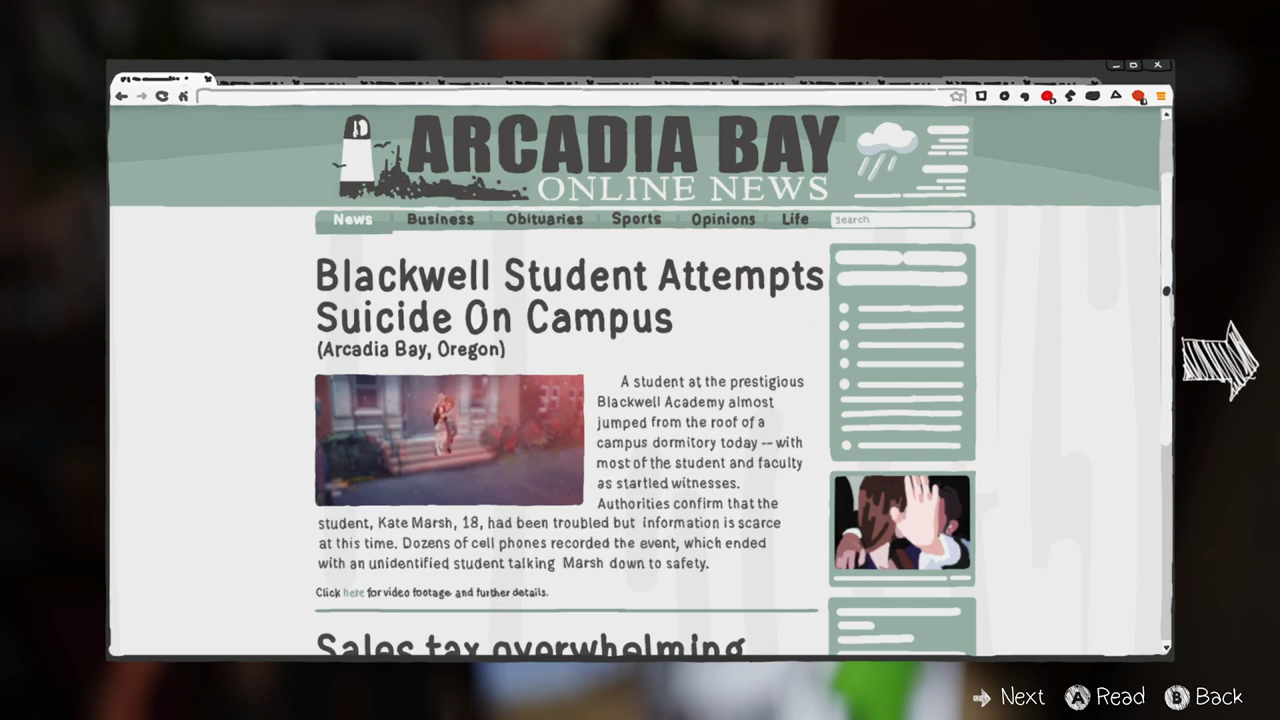 ARCADIA BAY
ONLINE NEWS
News Business Obituaries Sports Opinions Life search
Blackwell Student Attempts
Suicide On Campus
(Arcadia Bay, Oregon)
A student at the prestigious
Blackwell Academy almost
jumped from the roof of a
campus dormitory today -- with
most of the student and faculty
as startled witnesses.
Authorities confirm that the
student, Kate Marsh, 18, had been troubled but information is scarce
at this time. Dozens of cell phones recorded the event, which ended
with an unidentified student talking Marsh down to safety.
Click here for video footage and further details.
Sales tax overwhelming
Next A Read B Back